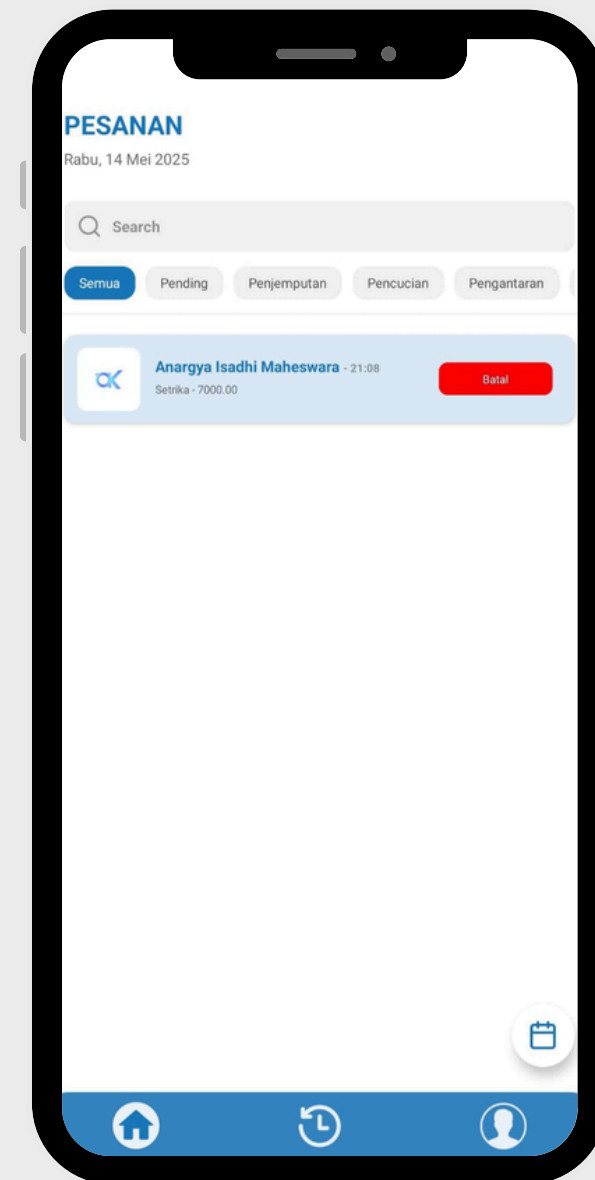 PESANAN
Rabu, 14 Mei 2025
Search
Semua Pending Penjemputan Pencucian Pengantaran
Anargya Isadhi Maheswara - 21:08
Setrika - 7000.00
Batal